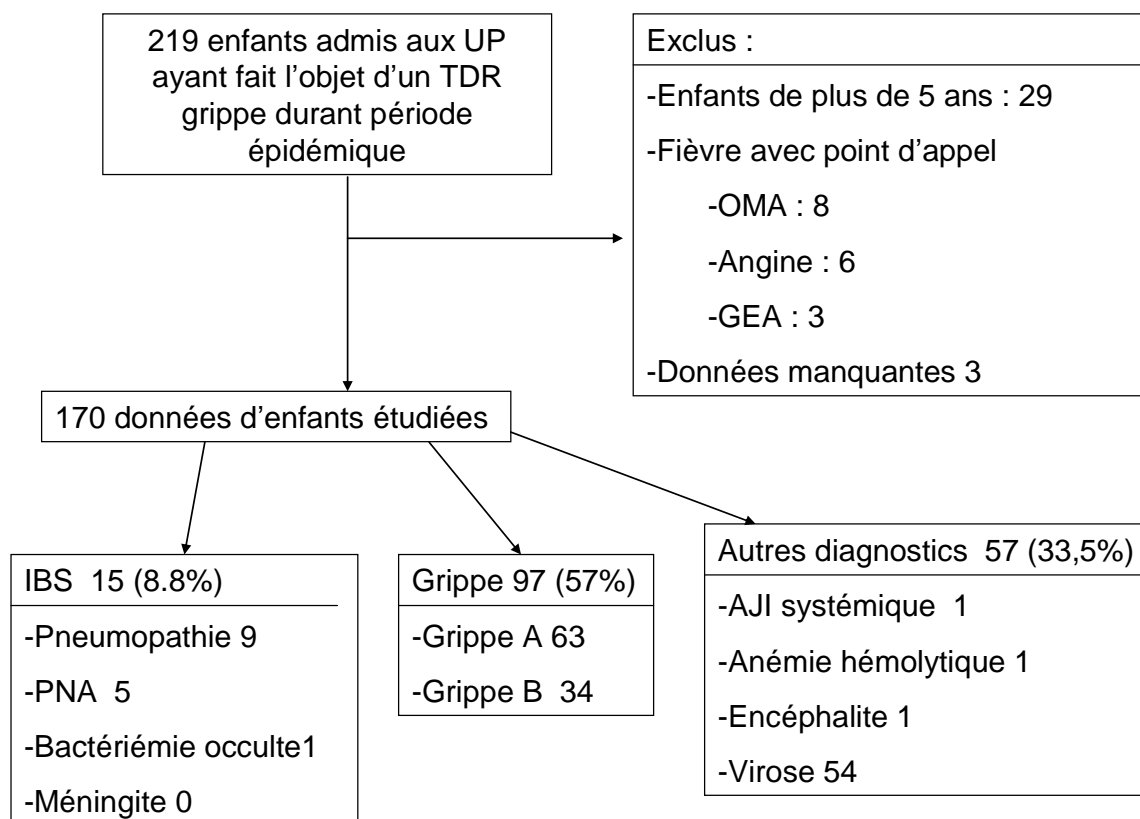 219 enfants admis aux UP
ayant fait l’objet d’un TDR
grippe durant période
épidémique
Exclus :
-Enfants de plus de 5 ans : 29
-Fièvre avec point d’appel
-OMA : 8
-Angine : 6
-GEA : 3
-Données manquantes 3
170 données d’enfants étudiées
IBS 15 (8.8%)
-Pneumopathie 9
-PNA 5
-Bactériémie occulte1
-Méningite 0
Grippe 97 (57%)
-Grippe A 63
-Grippe B 34
Autres diagnostics 57 (33,5%)
-AJI systémique 1
-Anémie hémolytique 1
-Encéphalite 1
-Virose 54